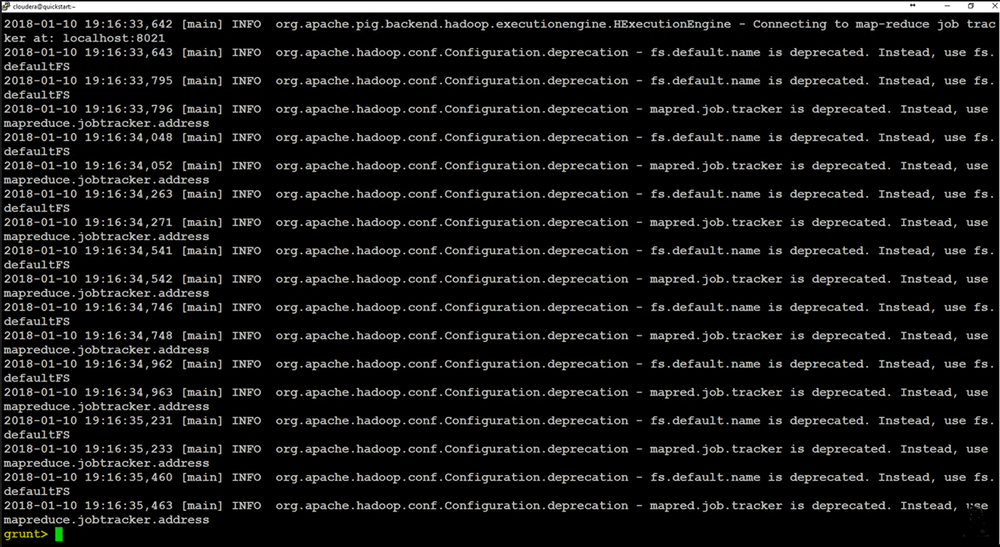 cloudera@quickstart:~
2018-01-10 19:16:33,642 [main] INFO  org.apache.pig.backend.hadoop.executionengine.HExecutionEngine - Connecting to map-reduce job trac
ker at: localhost:8021
2018-01-10 19:16:33,643 [main] INFO  org.apache.hadoop.conf.Configuration.deprecation - fs.default.name is deprecated. Instead, use fs.
defaultFS
2018-01-10 19:16:33,795 [main] INFO  org.apache.hadoop.conf.Configuration.deprecation - fs.default.name is deprecated. Instead, use fs.
defaultFS
2018-01-10 19:16:33,796 [main] INFO  org.apache.hadoop.conf.Configuration.deprecation - mapred.job.tracker is deprecated. Instead, use
mapreduce.jobtracker.address
2018-01-10 19:16:34,048 [main] INFO  org.apache.hadoop.conf.Configuration.deprecation - fs.default.name is deprecated. Instead, use fs.
defaultFS
2018-01-10 19:16:34,052 [main] INFO  org.apache.hadoop.conf.Configuration.deprecation - mapred.job.tracker is deprecated. Instead, use
mapreduce.jobtracker.address
2018-01-10 19:16:34,263 [main] INFO  org.apache.hadoop.conf.Configuration.deprecation - fs.default.name is deprecated. Instead, use fs.
defaultFS
2018-01-10 19:16:34,271 [main] INFO  org.apache.hadoop.conf.Configuration.deprecation - mapred.job.tracker is deprecated. Instead, use
mapreduce.jobtracker.address
2018-01-10 19:16:34,541 [main] INFO  org.apache.hadoop.conf.Configuration.deprecation - fs.default.name is deprecated. Instead, use fs.
defaultFS
2018-01-10 19:16:34,542 [main] INFO  org.apache.hadoop.conf.Configuration.deprecation - mapred.job.tracker is deprecated. Instead, use
mapreduce.jobtracker.address
2018-01-10 19:16:34,746 [main] INFO  org.apache.hadoop.conf.Configuration.deprecation - fs.default.name is deprecated. Instead, use fs.
defaultFS
2018-01-10 19:16:34,748 [main] INFO  org.apache.hadoop.conf.Configuration.deprecation - mapred.job.tracker is deprecated. Instead, use
mapreduce.jobtracker.address
2018-01-10 19:16:34,962 [main] INFO  org.apache.hadoop.conf.Configuration.deprecation - fs.default.name is deprecated. Instead, use fs.
defaultFS
2018-01-10 19:16:34,963 [main] INFO  org.apache.hadoop.conf.Configuration.deprecation - mapred.job.tracker is deprecated. Instead, use
mapreduce.jobtracker.address
2018-01-10 19:16:35,231 [main] INFO  org.apache.hadoop.conf.Configuration.deprecation - fs.default.name is deprecated. Instead, use fs.
defaultFS
2018-01-10 19:16:35,233 [main] INFO  org.apache.hadoop.conf.Configuration.deprecation - mapred.job.tracker is deprecated. Instead, use
mapreduce.jobtracker.address
2018-01-10 19:16:35,460 [main] INFO  org.apache.hadoop.conf.Configuration.deprecation - fs.default.name is deprecated. Instead, use fs.
defaultFS
2018-01-10 19:16:35,463 [main] INFO  org.apache.hadoop.conf.Configuration.deprecation - mapred.job.tracker is deprecated. Instead, use
mapreduce.jobtracker.address
grunt>